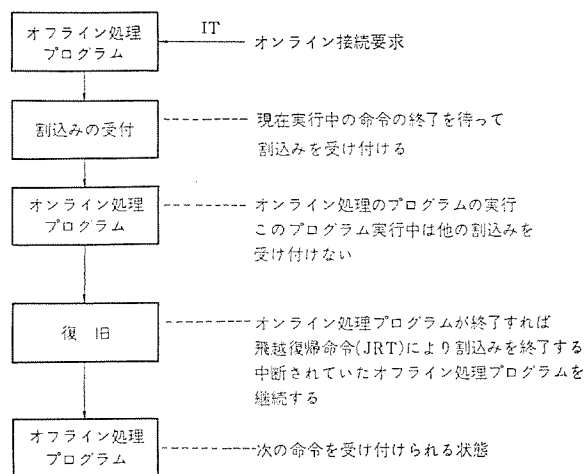 オフライン処理
プログラム
IT
オンライン接続要求
割込みの受付
現在実行中の命令の終了を待って
割込みを受け付ける
オンライン処理
プログラム
オンライン処理のプログラムの実行
このプログラム実行中は他の割込みを
受け付けない
復 旧
オンライン処理プログラムが終了すれば
飛越復帰命令(JRT)により割込みを終了する
中断されていたオフライン処理プログラムを
継続する
オフライン処理
プログラム
次の命令を受け付けられる状態